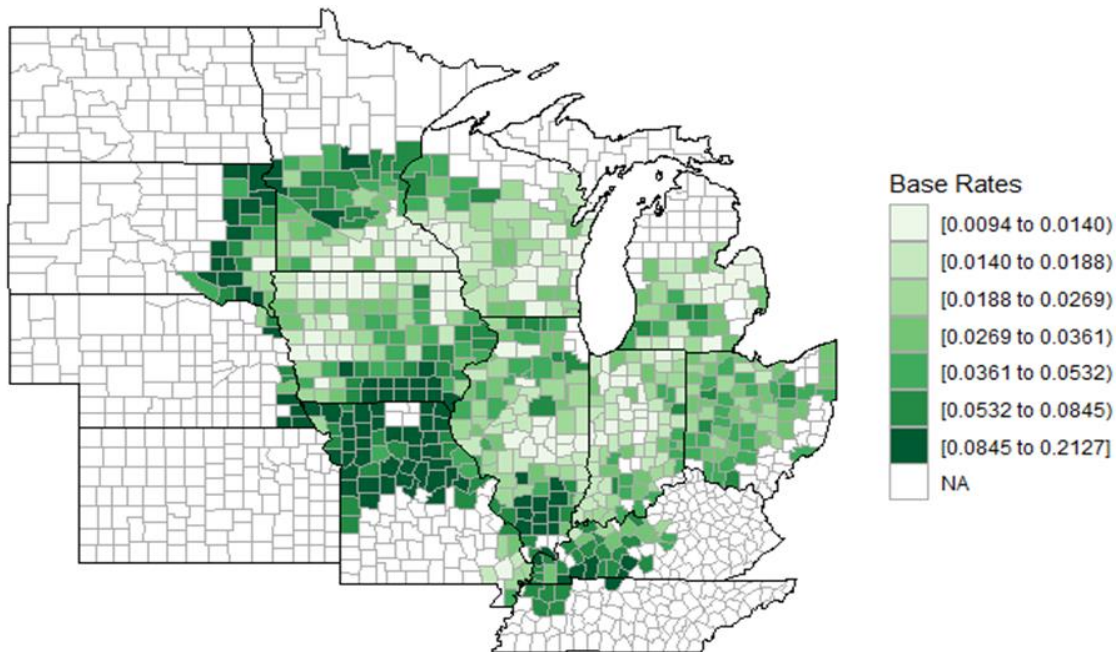 Base Rates
[0.0094 to 0.0140)
[0.0140 to 0.0188)
[0.0188 to 0.0269)
[0.0269 to 0.0361)
[0.0361 to 0.0532)
[0.0532 to 0.0845)
[0.0845 to 0.2127]
NA